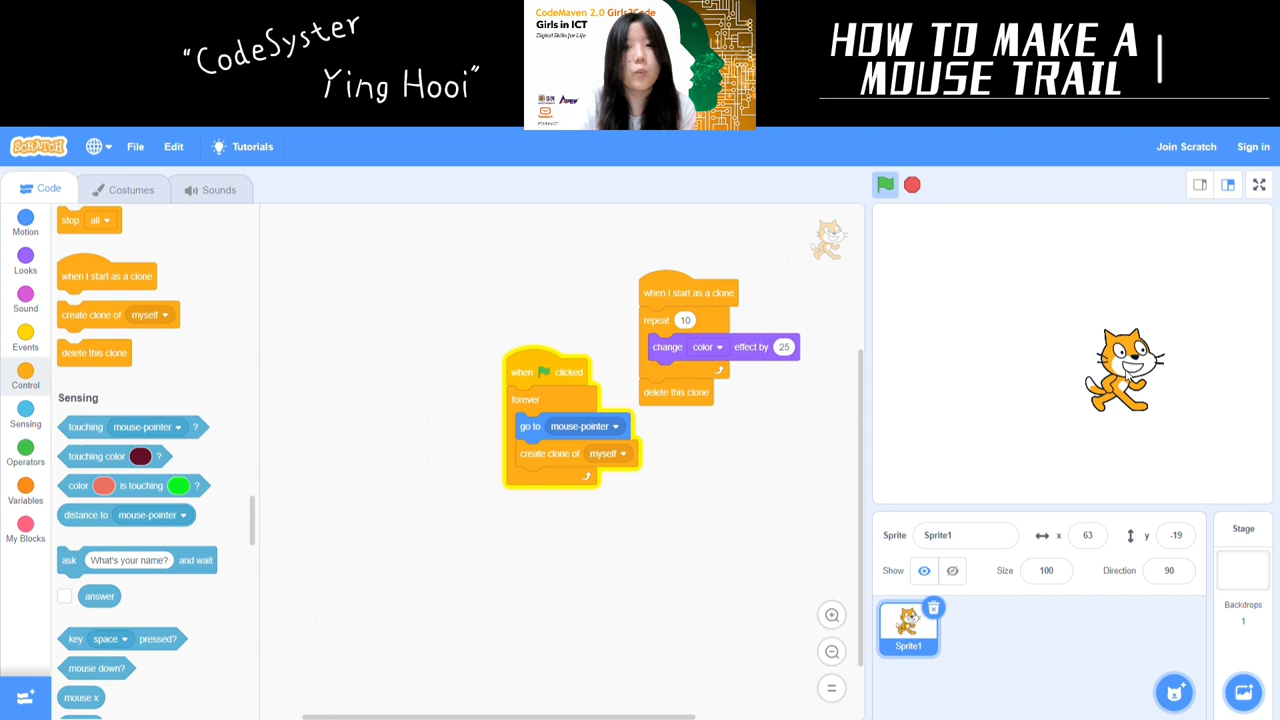 "CodeSyster
Ying Hooi"
CodeMaven 2.0 Girls2Code
Girls in ICT
Digital Skills for Life
HOW TO MAKE A
MOUSE TRAIL
SCRATCH
File
Edit
Tutorials
Join Scratch
Sign in
Code
Costumes
Sounds
Motion
Looks
Sound
Events
Control
Sensing
Operators
Variables
My Blocks
stop all
when I start as a clone
create clone of myself
delete this clone
Sensing
touching mouse-pointer ?
touching color ?
color is touching ?
distance to mouse-pointer
ask What's your name? and wait
answer
key space pressed?
mouse down?
mouse x
when clicked
forever
go to mouse-pointer
create clone of myself
when I start as a clone
repeat 10
change color effect by 25
delete this clone
Sprite Sprite1 x 63 y -19
Show Size 100 Direction 90
Sprite1
Stage
Backdrops
1